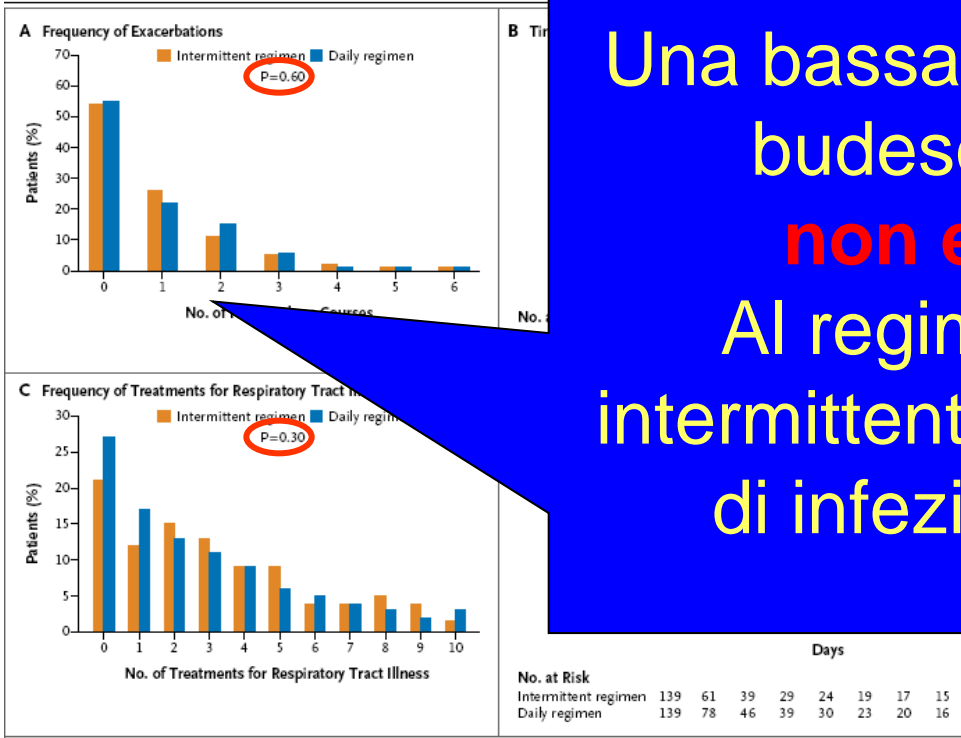 A Frequency of Exacerbations
Intermittent regimen Daily regimen
P=0.60
70
60
50
40
30
20
10
0
Patients (%)
0 1 2 3 4 5 6
No. of Courses
B
Una bassa
non
Al
di
No.
C Frequency of Treatments for Respiratory Tract
Intermittent regimen Daily
P=0.30
30
25
20
15
10
5
0
Patients (%)
0 1 2 3 4 5 6 7 8 9 10
No. of Treatments for Respiratory Tract Illness
Days
No. at Risk
Intermittent regimen 139 61 39 29 24 19 17 15
Daily regimen 139 78 46 39 30 23 20 16